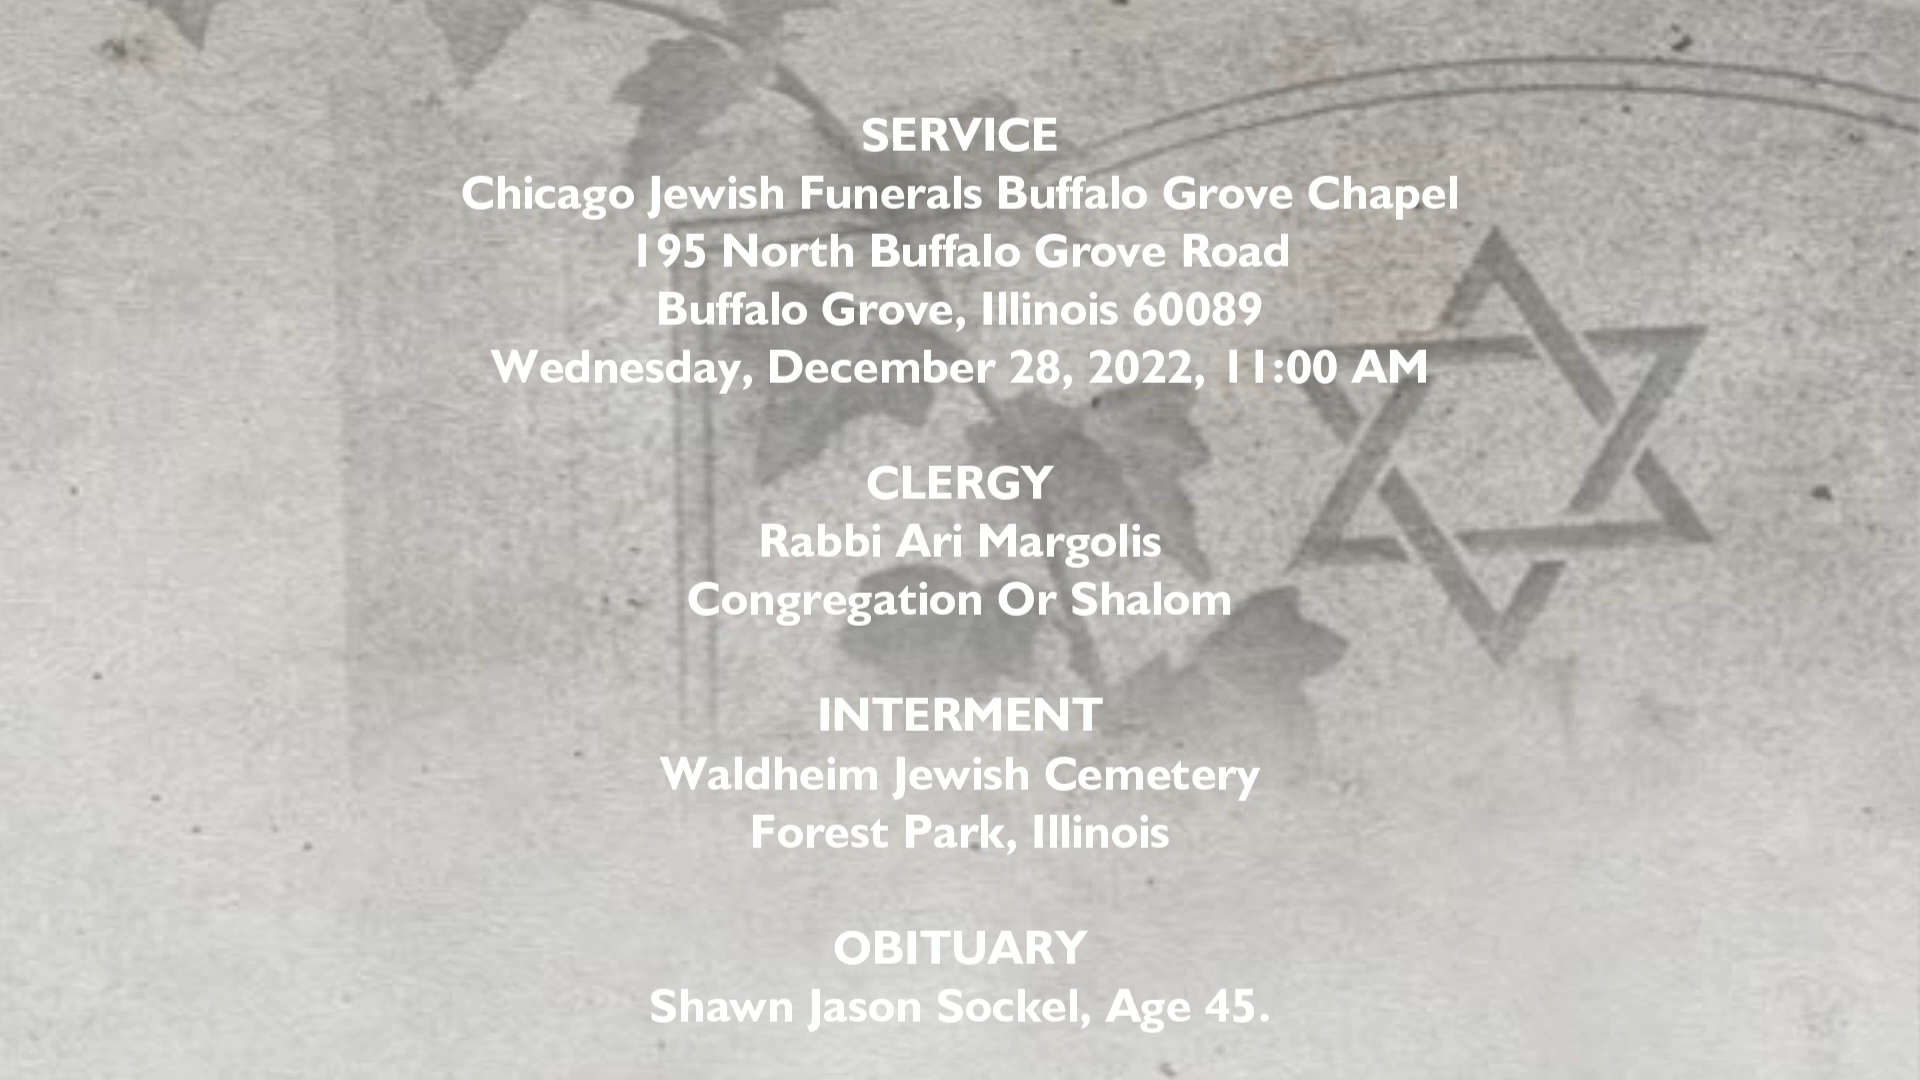 SERVICE
Chicago Jewish Funerals Buffalo Grove Chapel
195 North Buffalo Grove Road
Buffalo Grove, Illinois 60089
Wednesday, December 28, 2022, 11:00 AM
CLERGY
Rabbi Ari Margolis
Congregation Or Shalom
INTERMENT
Waldheim Jewish Cemetery
Forest Park, Illinois
OBITUARY
Shawn Jason Sockel, Age 45.